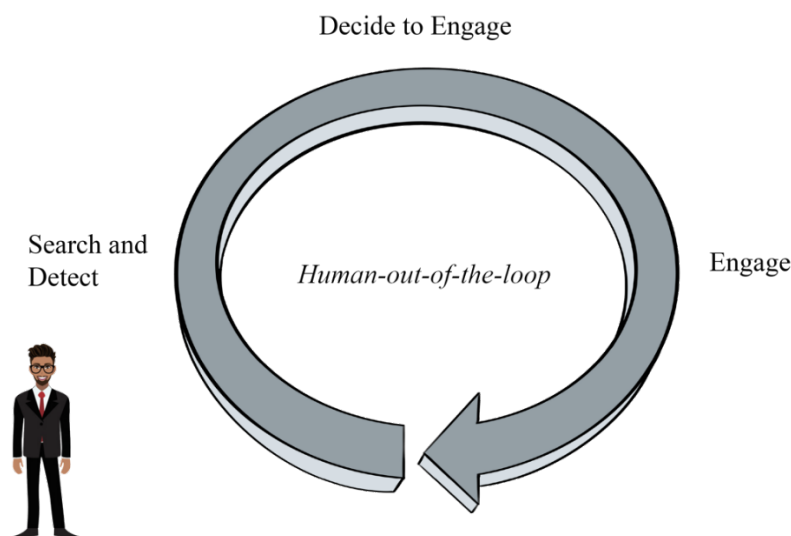 Decide to Engage
Search and
Detect
Human-out-of-the-loop
Engage